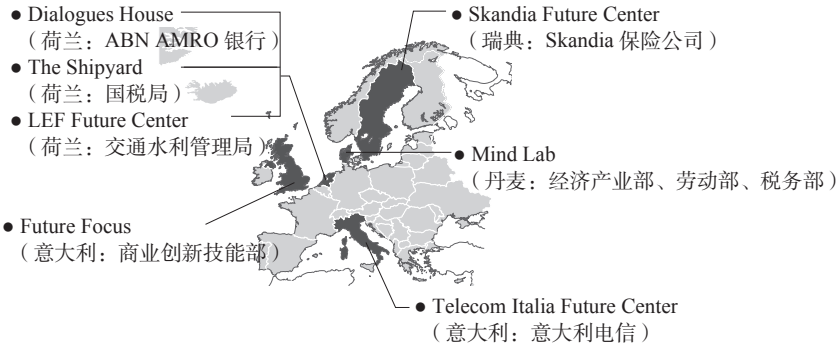 ● Dialogues House
（荷兰：ABN AMRO 银行）
● The Shipyard
（荷兰：国税局）
● LEF Future Center
（荷兰：交通水利管理局）
● Future Focus
（意大利：商业创新技能部）
● Skandia Future Center
（瑞典：Skandia 保险公司）
● Mind Lab
（丹麦：经济产业部、劳动部、税务部）
● Telecom Italia Future Center
（意大利：意大利电信）